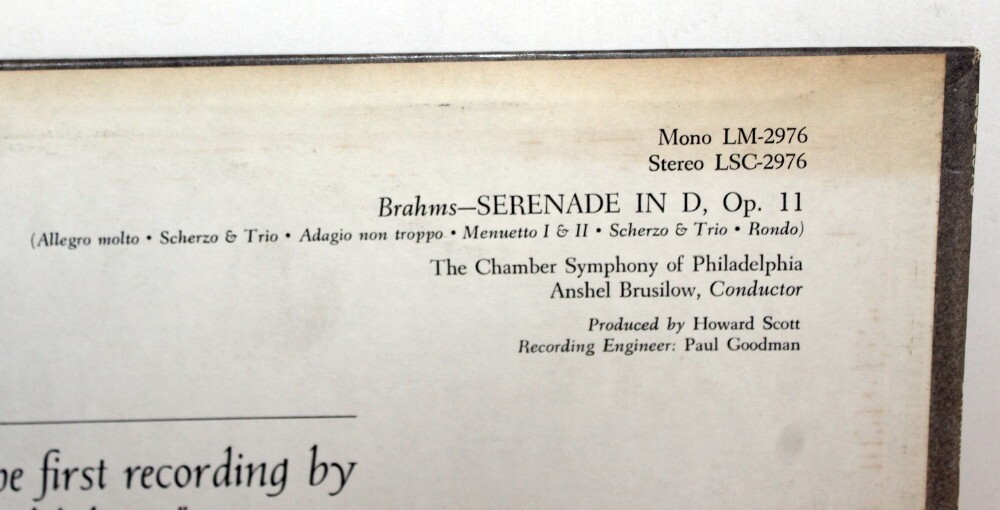 Mono LM-2976
Stereo LSC-2976
Brahms—SERENADE IN D, Op. 11
(Allegro molto • Scherzo & Trio • Adagio non troppo • Menuetto I & II • Scherzo & Trio • Rondo)
The Chamber Symphony of Philadelphia
Anshel Brusilow, Conductor
Produced by Howard Scott
Recording Engineer: Paul Goodman
first recording by